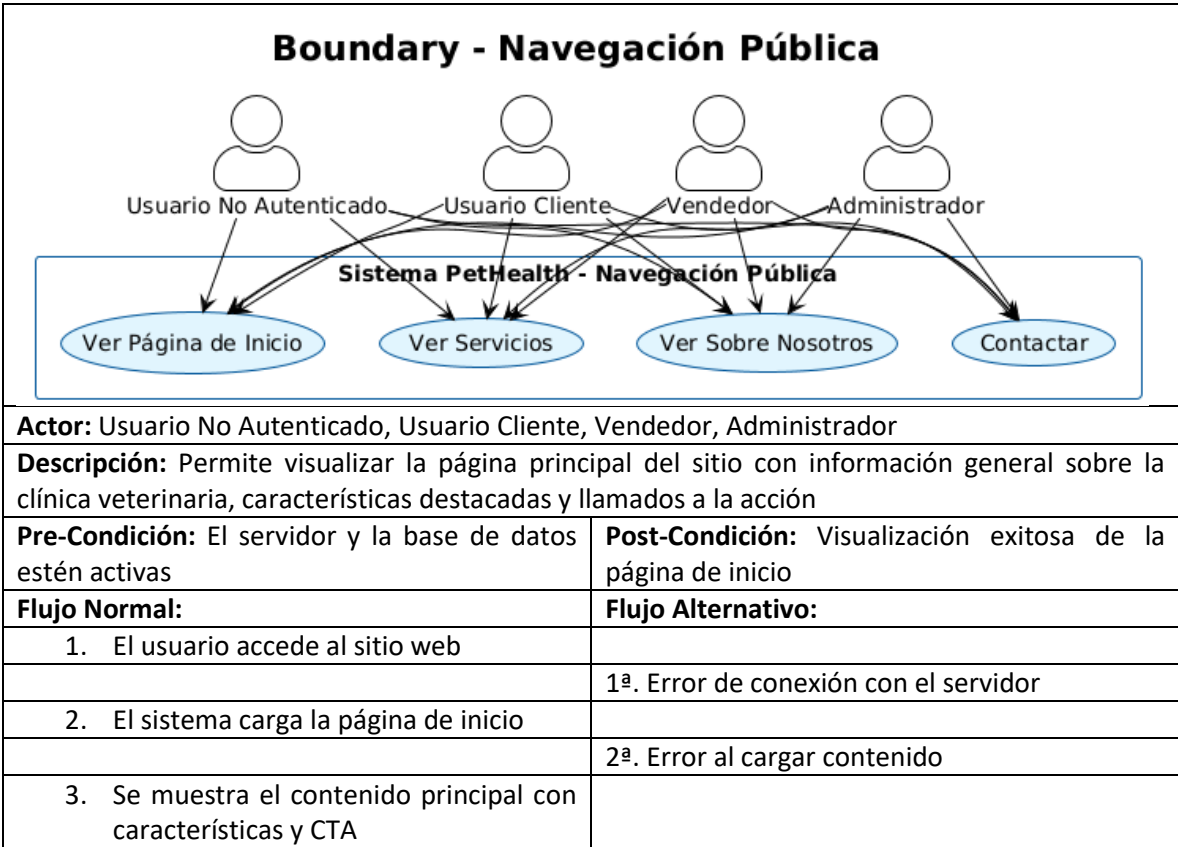 Boundary - Navegación Pública
Usuario No Autenticado
Usuario Cliente
Vendedor
Administrador
Sistema PetHealth - Navegación Pública
Ver Página de Inicio
Ver Servicios
Ver Sobre Nosotros
Contactar
Actor: Usuario No Autenticado, Usuario Cliente, Vendedor, Administrador
Descripción: Permite visualizar la página principal del sitio con información general sobre la
clínica veterinaria, características destacadas y llamados a la acción
Pre-Condición: El servidor y la base de datos
estén activas
Post-Condición: Visualización exitosa de la
página de inicio
Flujo Normal:
Flujo Alternativo:
1. El usuario accede al sitio web
1ª. Error de conexión con el servidor
2. El sistema carga la página de inicio
2ª. Error al cargar contenido
3. Se muestra el contenido principal con
características y CTA